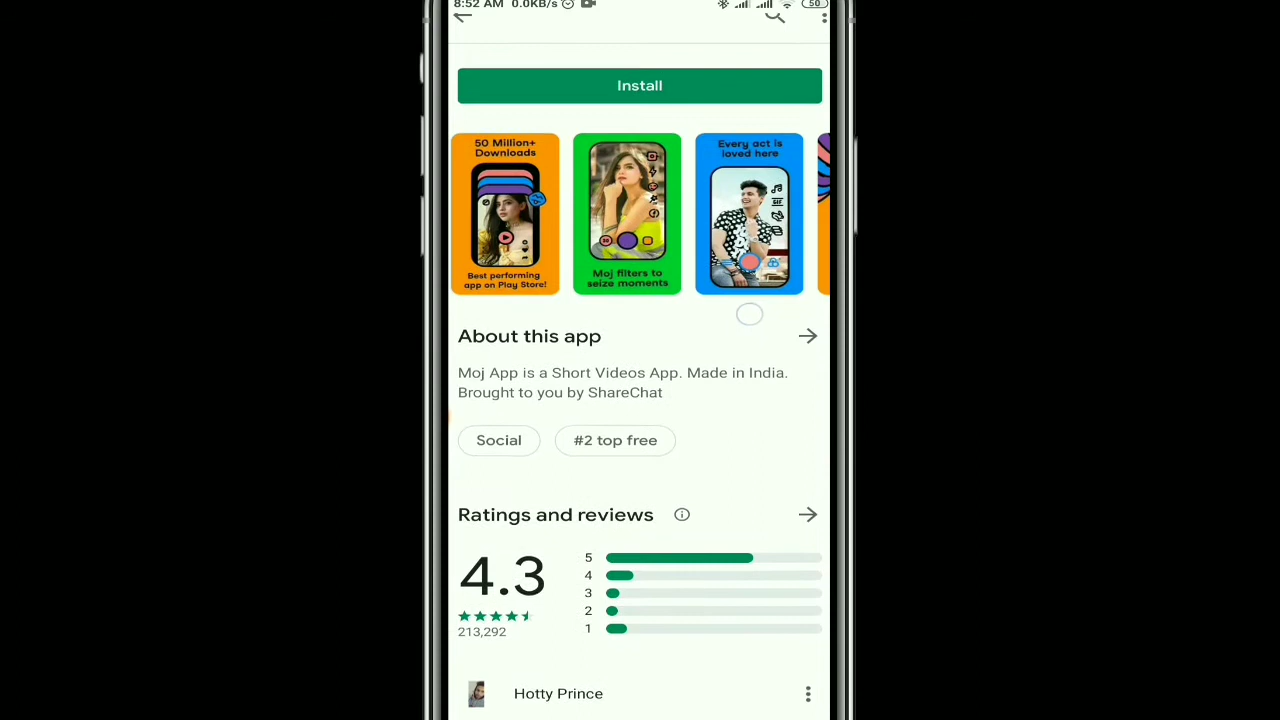 8:52 AM 0.0KB/s
50
Install
50 Million+
Downloads
Best performing
app on Play Store!
Moj filters to
seize moments
Every act is
loved here
GIF
About this app
Moj App is a Short Videos App. Made in India.
Brought to you by ShareChat
Social
#2 top free
Ratings and reviews
4.3
213,292
5
4
3
2
1
Hotty Prince